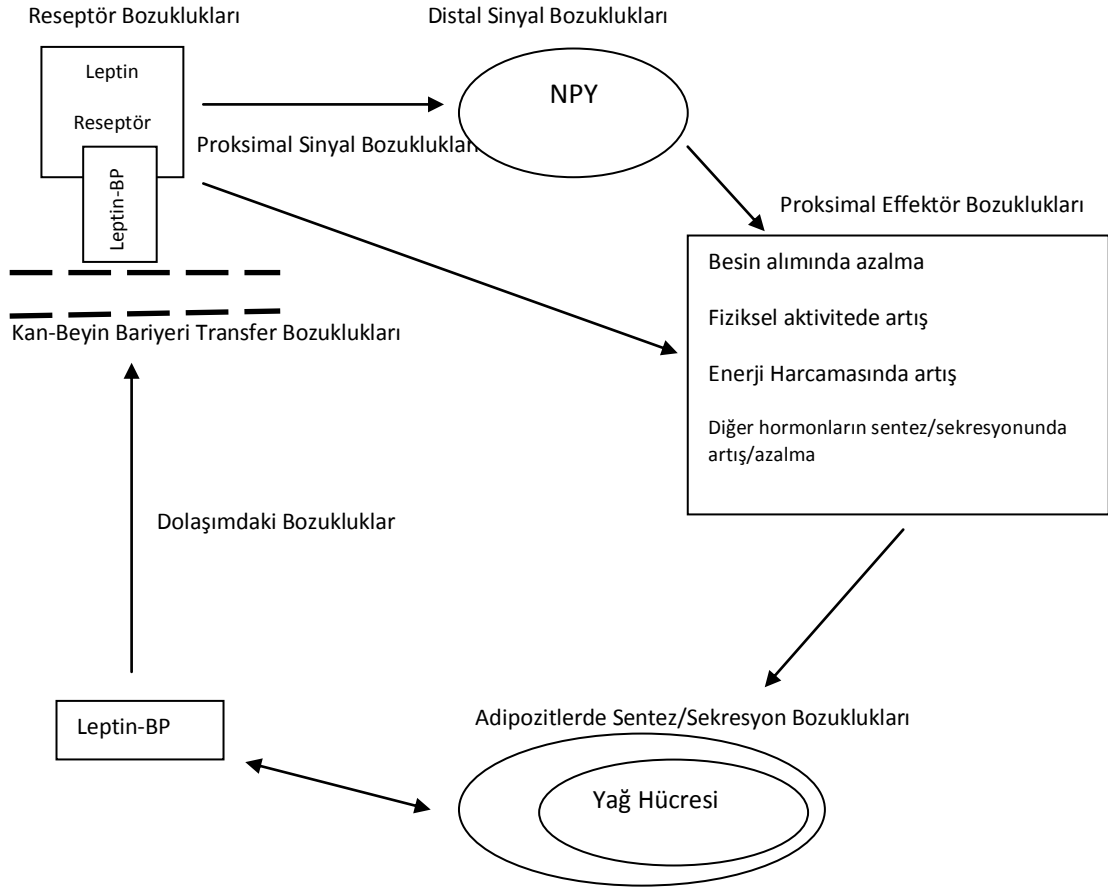 Reseptör Bozuklukları
Distal Sinyal Bozuklukları
Leptin
Reseptör
Leptin-BP
NPY
Proksimal Sinyal Bozuklukları
Proksimal Effektör Bozuklukları
Besin alımında azalma
Fiziksel aktivitede artış
Enerji Harcamasında artış
Diğer hormonların sentez/sekresyonunda
artış/azalma
Kan-Beyin Bariyeri Transfer Bozuklukları
Dolaşımdaki Bozukluklar
Leptin-BP
Adipozitlerde Sentez/Sekresyon Bozuklukları
Yağ Hücresi